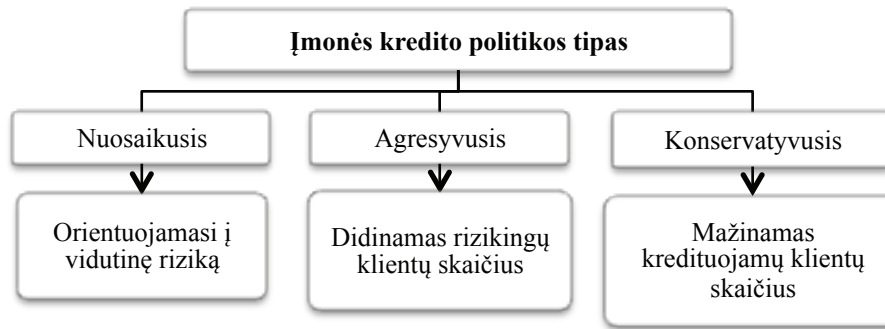 Įmonės kredito politikos tipas
Nuosaikusis
Agresyvusis
Konservatyvusis
Orientuojamasi į
vidutinę riziką
Didinamas rizikingų
klientų skaičius
Mažinamas
kredituojamų klientų
skaičius